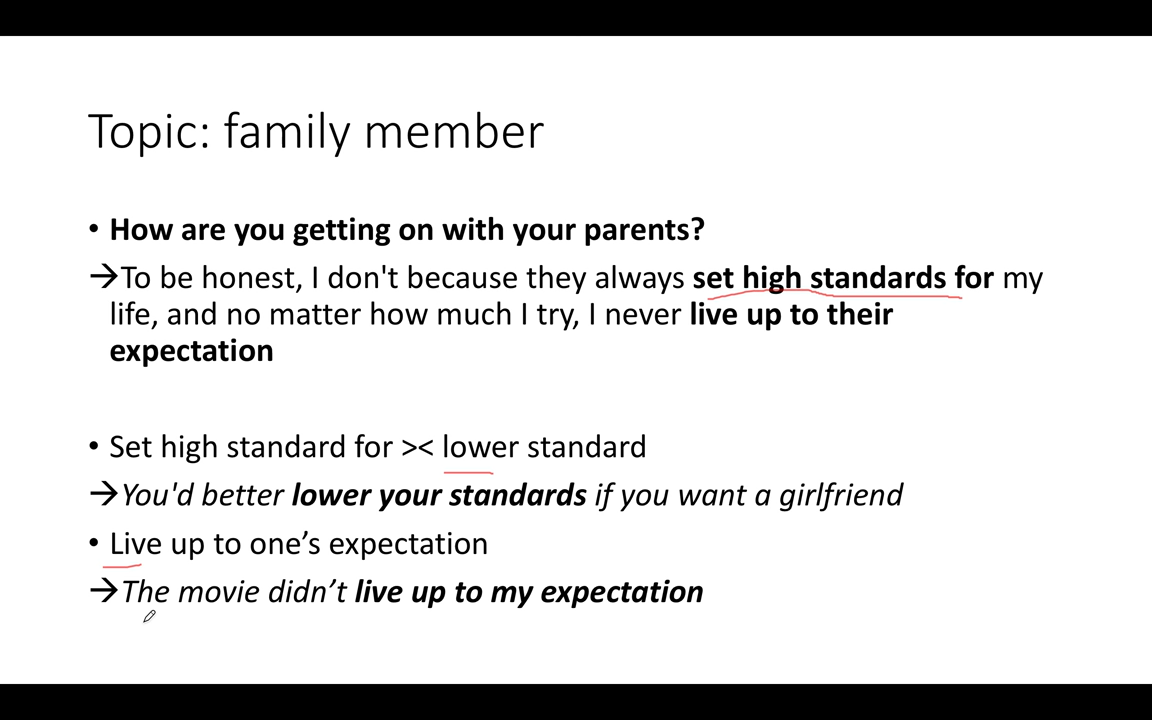 Topic: family member
• How are you getting on with your parents?
→To be honest, I don't because they always set high standards for my
life, and no matter how much I try, I never live up to their
expectation
• Set high standard for >< lower standard
→You'd better lower your standards if you want a girlfriend
• Live up to one’s expectation
→The movie didn’t live up to my expectation